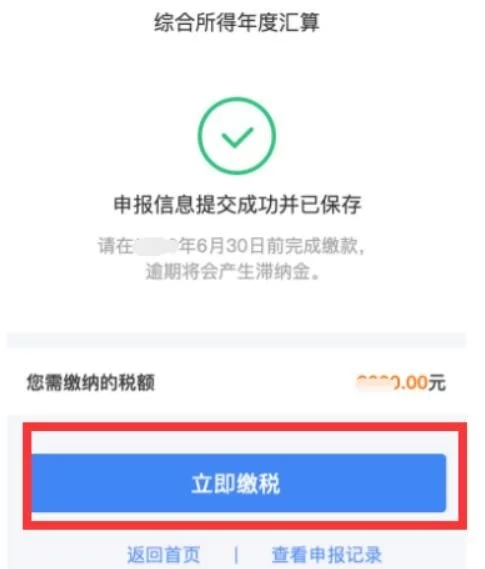 综合所得年度汇算
申报信息提交成功并已保存
请在年6月30日前完成缴款，
逾期将会产生滞纳金。
您需缴纳的税额
0.00元
立即缴税
返回首页 | 查看申报记录